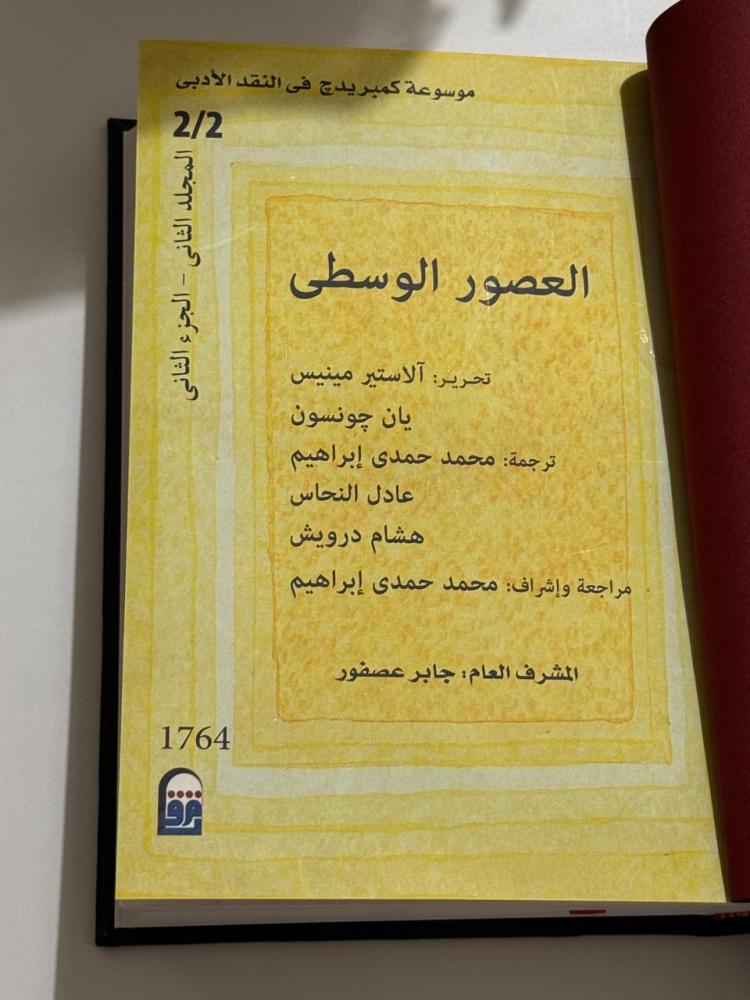 موسوعة كمبريدچ فى النقد الأدبى
2/2
المجلد الثانى - الجزء الثانى
العصور الوسطى
تحرير: آلاستير مينيس
يان چونسون
ترجمة: محمد حمدى إبراهيم
عادل النحاس
هشام درويش
مراجعة وإشراف: محمد حمدى إبراهيم
المشرف العام: جابر عصفور
1764